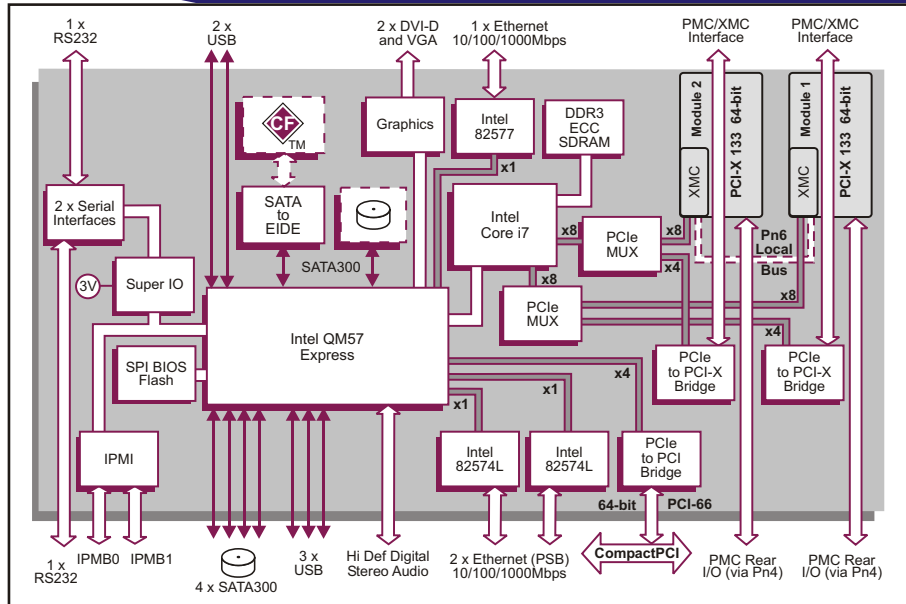 1 x
RS232
2 x
USB
2 x DVI-D
and VGA
1 x Ethernet
10/100/1000Mbps
PMC/XMC
Interface
PMC/XMC
Interface
CF
TM
Graphics
Intel
82577
DDR3
ECC
SDRAM
Module 2
PCI-X 133 64-bit
XMC
Module 1
PCI-X 133 64-bit
XMC
x1
2 x Serial
Interfaces
SATA
to
EIDE
SATA300
Intel
Core i7
x8
PCIe
MUX
x8
x4
Pn6
Local
Bus
3V
Super IO
x8
PCIe
MUX
x8
x4
Intel QM57
Express
SPI BIOS
Flash
PCIe
to PCI-X
Bridge
PCIe
to PCI-X
Bridge
x4
x1
x1
IPMI
Intel
82574L
Intel
82574L
PCIe
to PCI
Bridge
64-bit
PCI-66
CompactPCI
1 x
RS232
IPMB0
IPMB1
4 x SATA300
3 x
USB
Hi Def Digital
Stereo Audio
2 x Ethernet (PSB)
10/100/1000Mbps
PMC Rear
I/O (via Pn4)
PMC Rear
I/O (via Pn4)